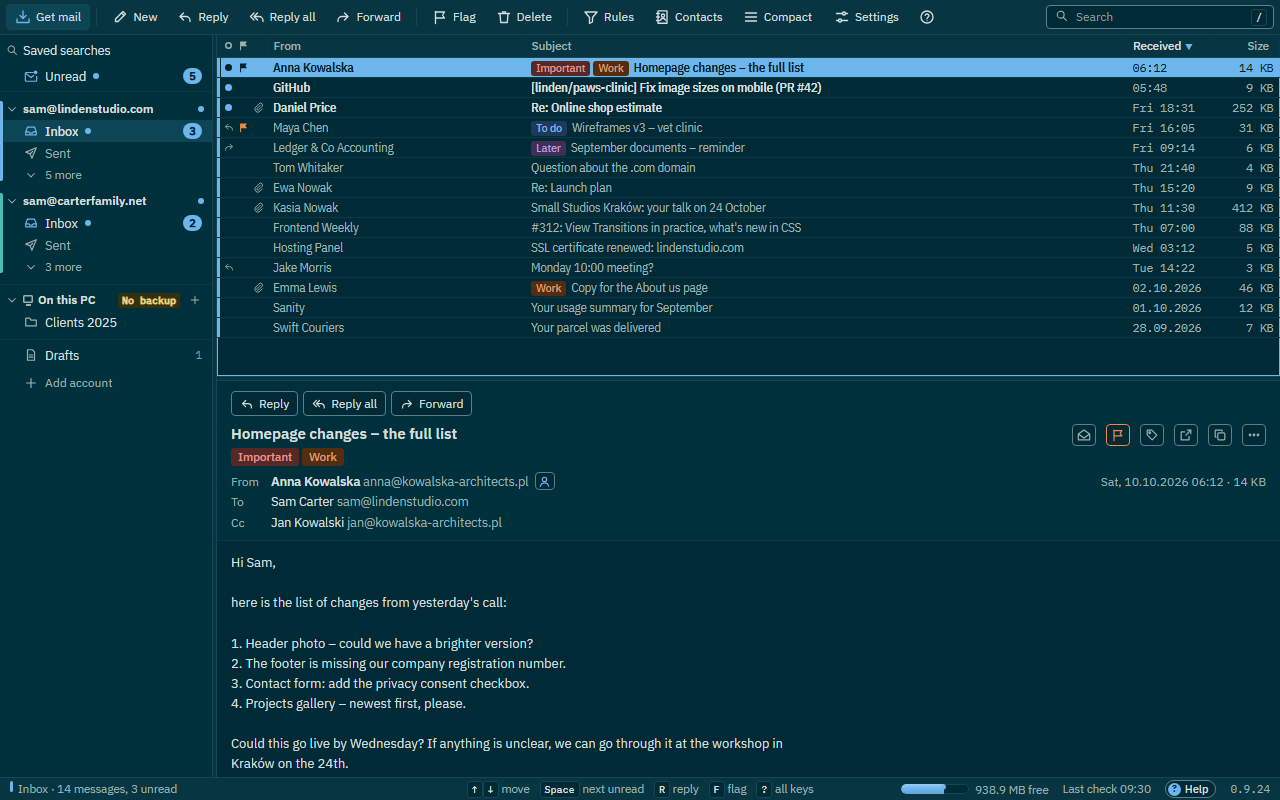 Get mail New Reply Reply all Forward Flag Delete Rules Contacts Compact Settings ? Search /
Saved searches
Unread 5
sam@lindenstudio.com
Inbox 3
Sent
5 more
sam@carterfamily.net
Inbox 2
Sent
3 more
On this PC No backup +
Clients 2025
Drafts 1
+ Add account
From Subject Received ▼ Size
Anna Kowalska Important Work Homepage changes – the full list 06:12 14 KB
GitHub [linden/paws-clinic] Fix image sizes on mobile (PR #42) 05:48 9 KB
Daniel Price Re: Online shop estimate Fri 18:31 252 KB
Maya Chen To do Wireframes v3 – vet clinic Fri 16:05 31 KB
Ledger & Co Accounting Later September documents – reminder Fri 09:14 6 KB
Tom Whitaker Question about the .com domain Thu 21:40 4 KB
Ewa Nowak Re: Launch plan Thu 15:20 9 KB
Kasia Nowak Small Studios Kraków: your talk on 24 October Thu 11:30 412 KB
Frontend Weekly #312: View Transitions in practice, what's new in CSS Thu 07:00 88 KB
Hosting Panel SSL certificate renewed: lindenstudio.com Wed 03:12 5 KB
Jake Morris Monday 10:00 meeting? Tue 14:22 3 KB
Emma Lewis Work Copy for the About us page 02.10.2026 46 KB
Sanity Your usage summary for September 01.10.2026 12 KB
Swift Couriers Your parcel was delivered 28.09.2026 7 KB
Reply Reply all Forward
Homepage changes – the full list
Important Work
From Anna Kowalska anna@kowalska-architects.pl Sat, 10.10.2026 06:12 · 14 KB
To Sam Carter sam@lindenstudio.com
Cc Jan Kowalski jan@kowalska-architects.pl
Hi Sam,
here is the list of changes from yesterday's call:
1. Header photo – could we have a brighter version?
2. The footer is missing our company registration number.
3. Contact form: add the privacy consent checkbox.
4. Projects gallery – newest first, please.
Could this go live by Wednesday? If anything is unclear, we can go through it at the workshop in
Kraków on the 24th.
Inbox · 14 messages, 3 unread ↑ ↓ move Space next unread R reply F flag ? all keys 938.9 MB free Last check 09:30 ? Help 0.9.24